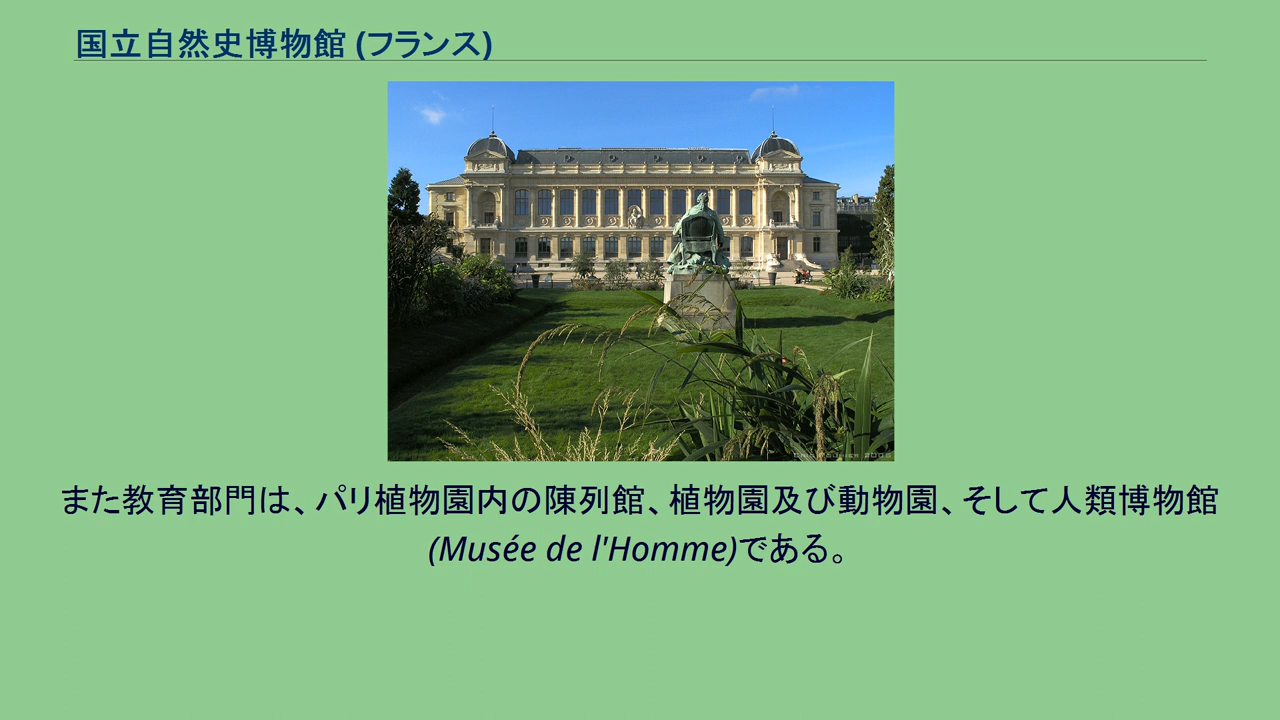 国立自然史博物館 (フランス)
また教育部門は、パリ植物園内の陳列館、植物園及び動物園、そして人類博物館
(Musée de l'Homme)である。